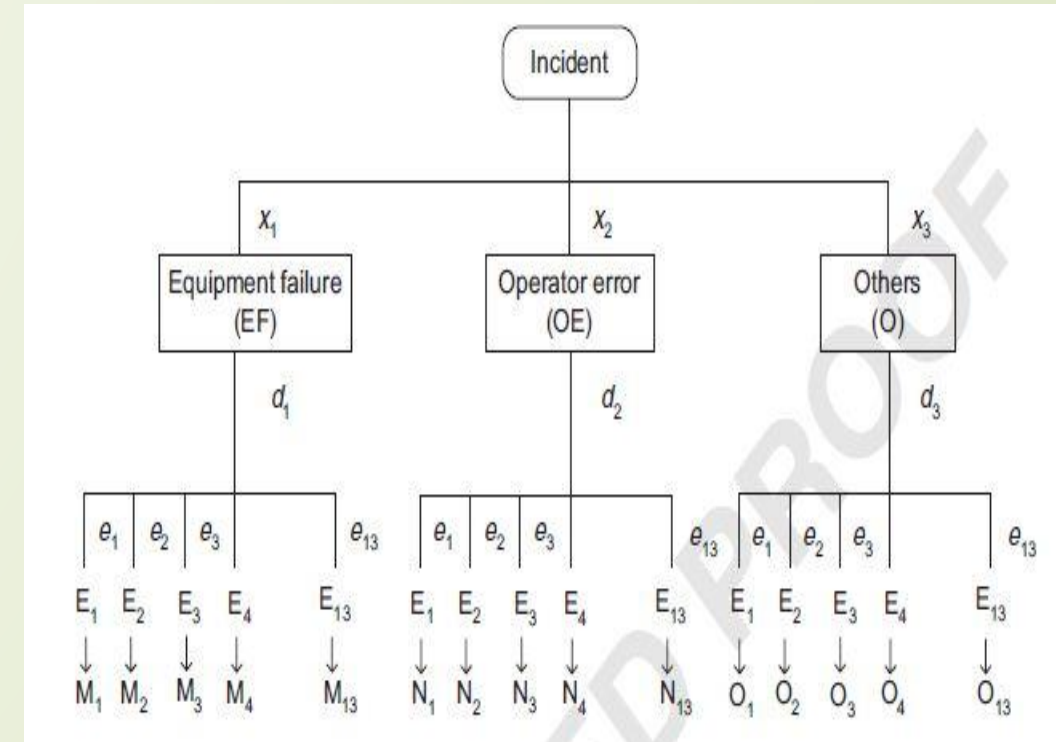 Incident
x₁ x₂ x₃
Equipment failure Operator error Others
(EF) (OE) (O)
d₁ d₂ d₃
e₁ e₂ e₃ e₁₃ e₁ e₂ e₃ e₁₃ e₁ e₂ e₃ e₁₃
E₁ E₂ E₃ E₄ E₁₃ E₁ E₂ E₃ E₄ E₁₃ E₁ E₂ E₃ E₄ E₁₃
M₁ M₂ M₃ M₄ M₁₃ N₁ N₂ N₃ N₄ N₁₃ O₁ O₂ O₃ O₄ O₁₃
ED PROOF